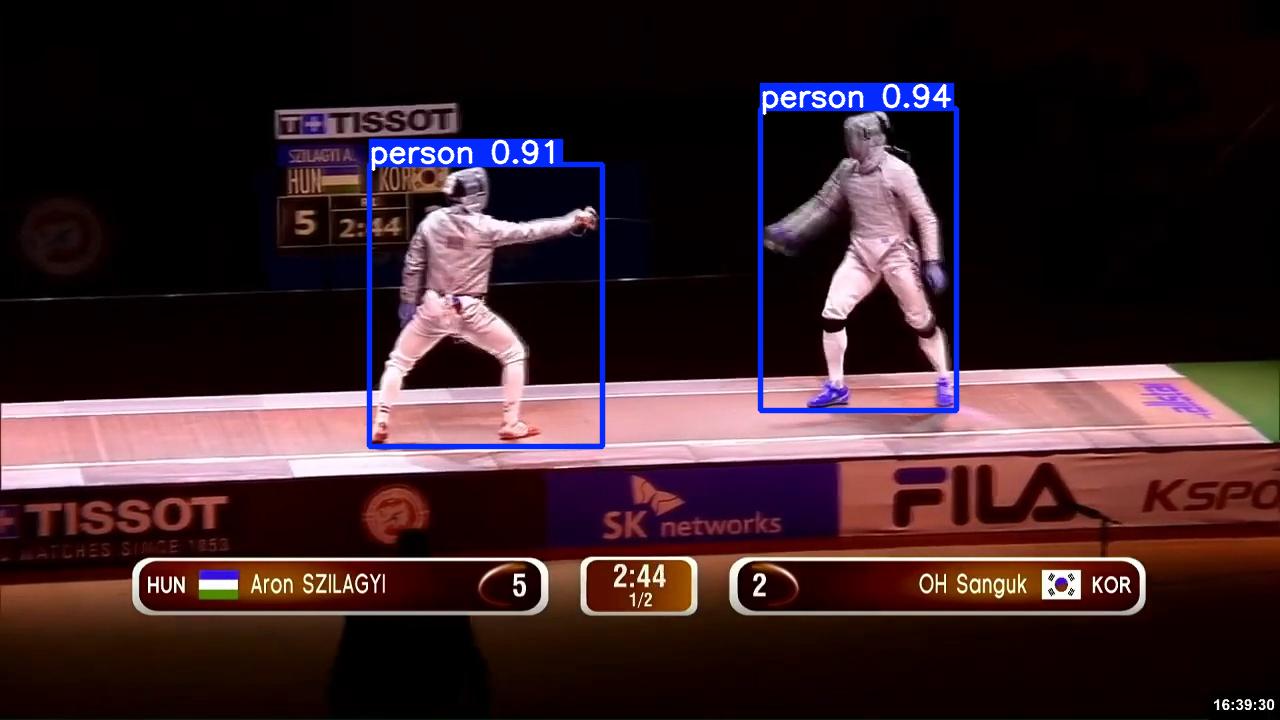 person 0.94
TISSOT
person 0.91
SZILAGYI A.
HUN KOR
5 2:44
TISSOT
WATCHES SINCE 1853
SK networks
FILA
KSPO
HUN Aron SZILAGYI 5
2:44
1/2
2 OH Sanguk KOR
16:39:30